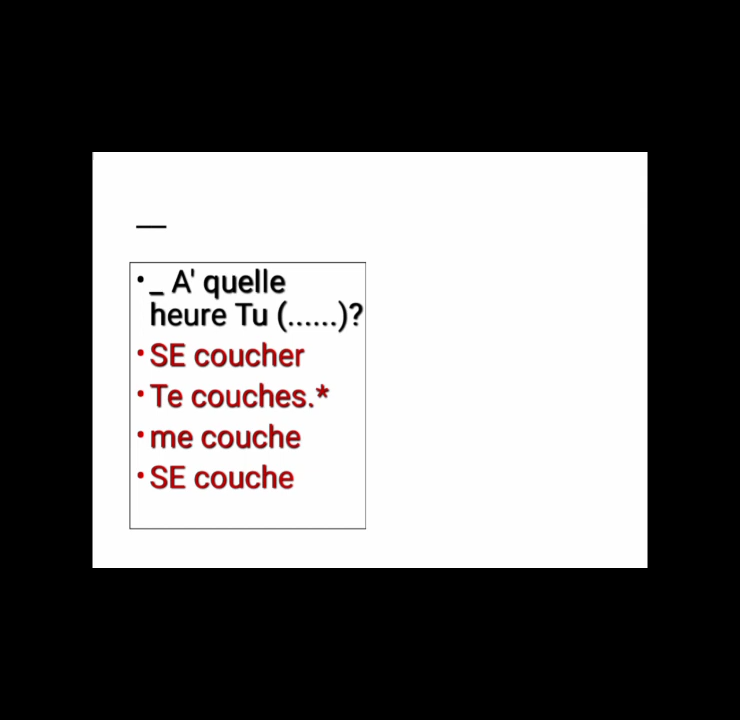 • _ A' quelle
heure Tu (......)?
• SE coucher
• Te couches.*
• me couche
• SE couche